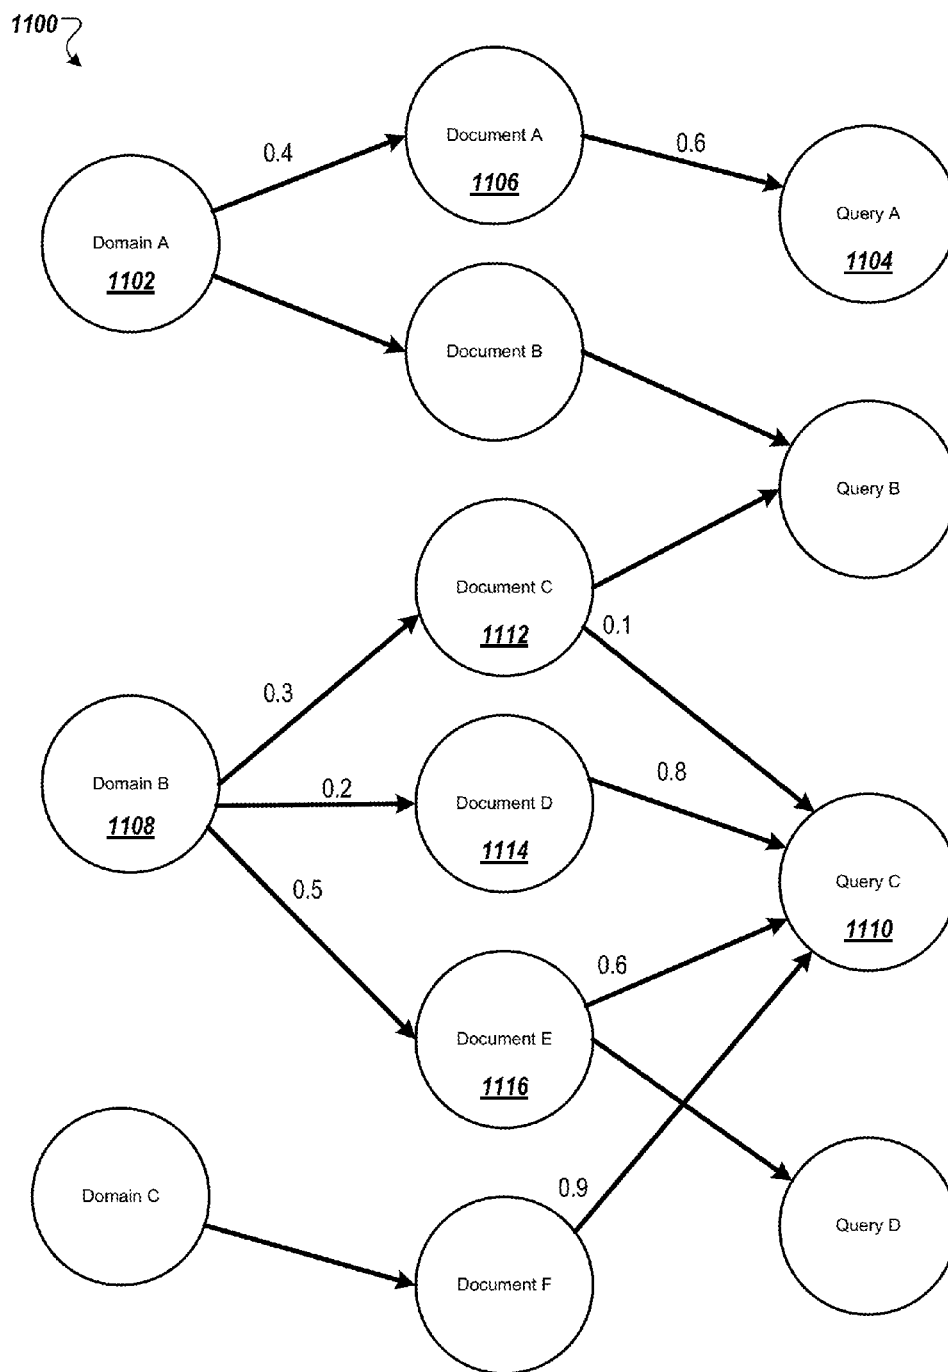 1100
Document A
1106
0.4
0.6
Domain A
1102
Query A
1104
Document B
Query B
Document C
1112
0.1
0.3
Domain B
1108
0.2
Document D
1114
0.8
0.5
Query C
1110
0.6
Document E
1116
0.9
Domain C
Document F
Query D